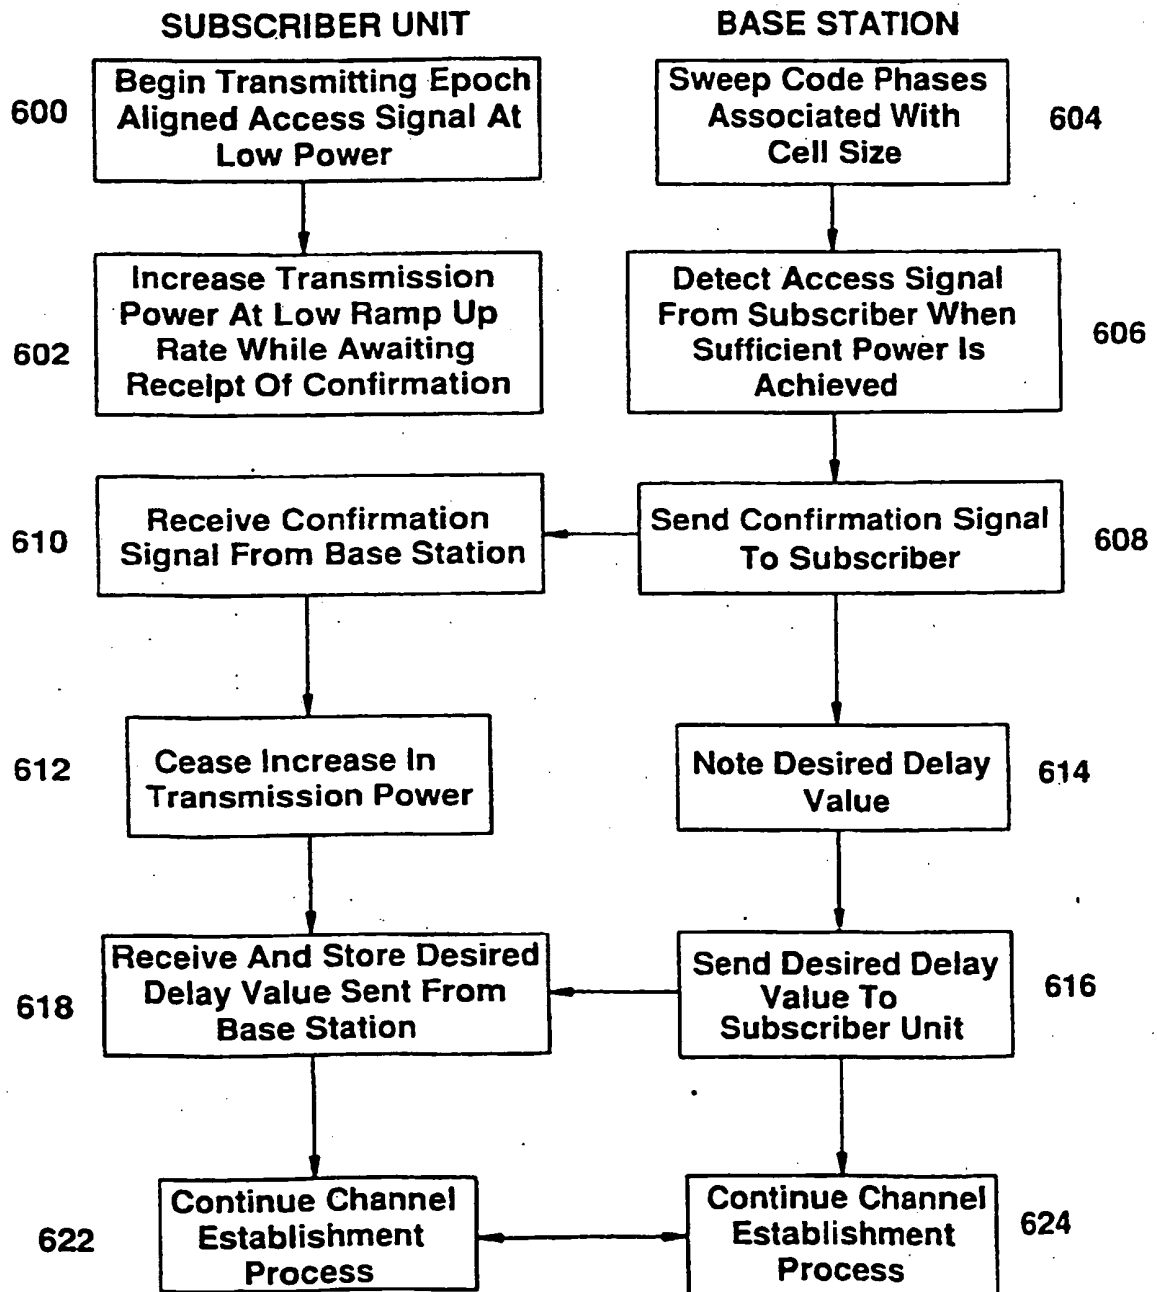 SUBSCRIBER UNIT
BASE STATION
600
Begin Transmitting Epoch
Aligned Access Signal At
Low Power
Sweep Code Phases
Associated With
Cell Size
604
602
Increase Transmission
Power At Low Ramp Up
Rate While Awaiting
Receipt Of Confirmation
Detect Access Signal
From Subscriber When
Sufficient Power Is
Achieved
606
610
Receive Confirmation
Signal From Base Station
Send Confirmation Signal
To Subscriber
608
612
Cease Increase In
Transmission Power
Note Desired Delay
Value
614
618
Receive And Store Desired
Delay Value Sent From
Base Station
Send Desired Delay
Value To
Subscriber Unit
616
622
Continue Channel
Establishment
Process
Continue Channel
Establishment
Process
624